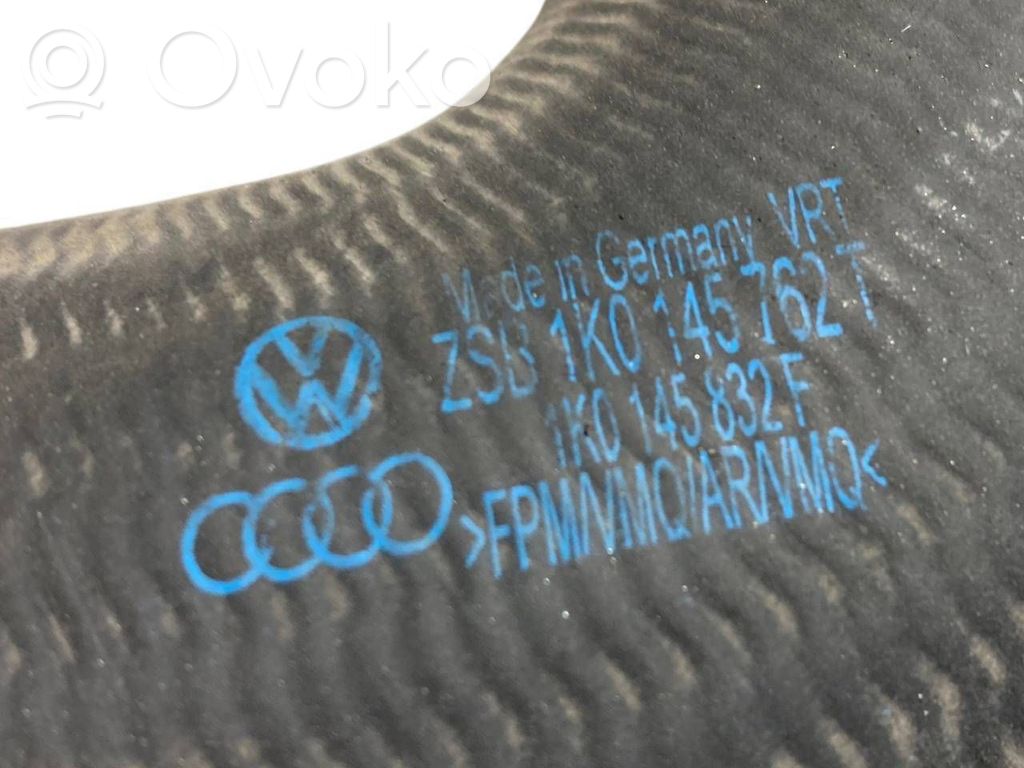 Ovoko
Made in Germany VRT
ZSB 1K0 145 762 T
1K0 145 832 F
>FPM/VMQ/AR/VMQ<